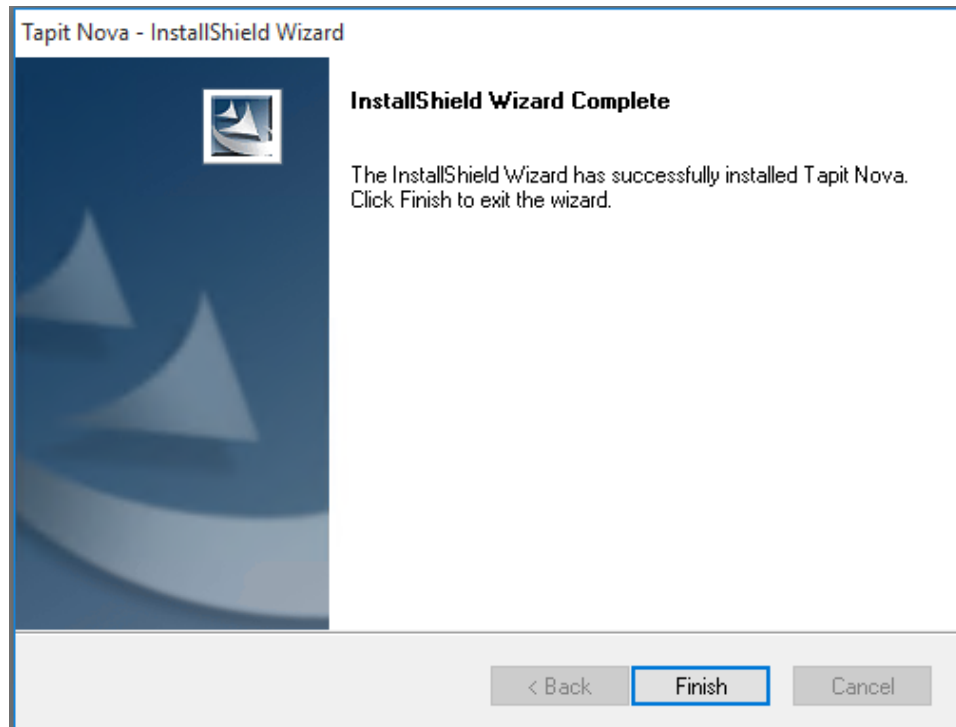 Tapit Nova - InstallShield Wizard
InstallShield Wizard Complete
The InstallShield Wizard has successfully installed Tapit Nova.
Click Finish to exit the wizard.
< Back
Finish
Cancel